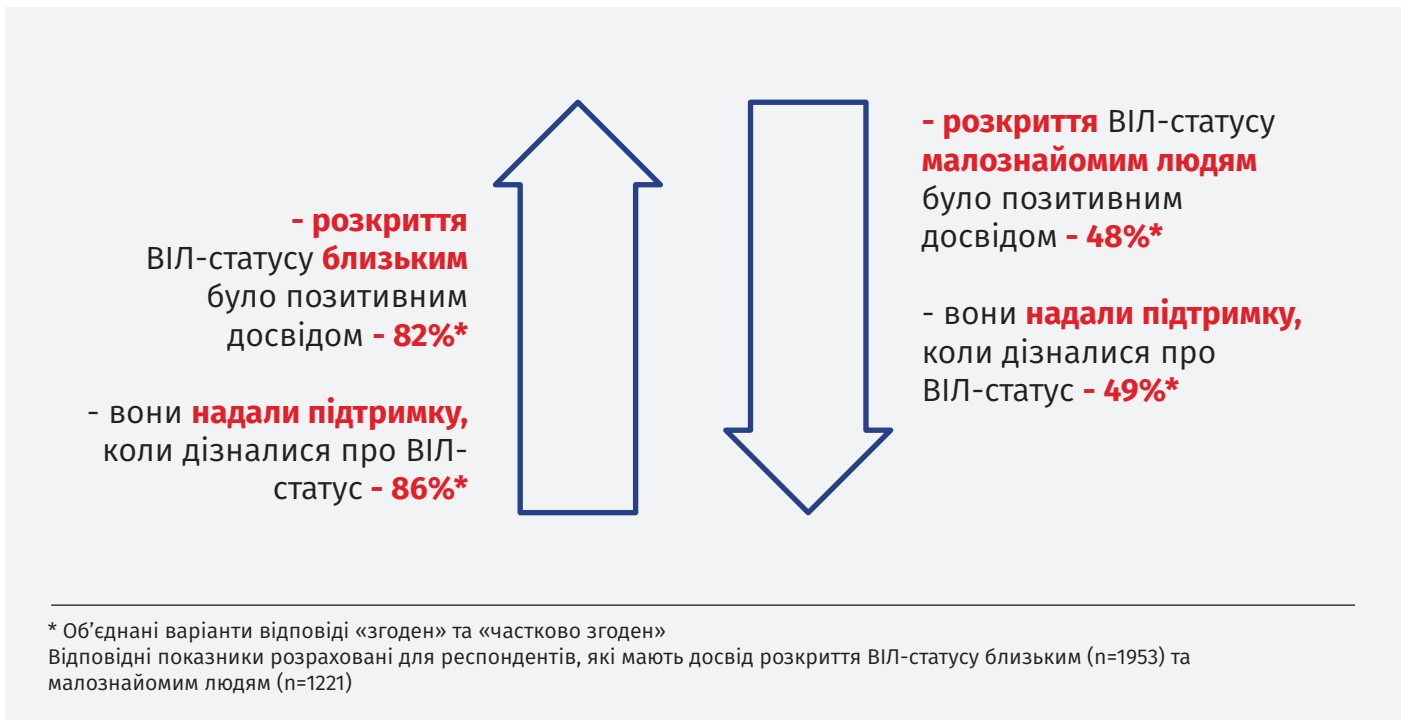 - розкриття
ВІЛ-статусу близьким
було позитивним
досвідом - 82%*
- вони надали підтримку,
коли дізналися про ВІЛ-
статус - 86%*
- розкриття ВІЛ-статусу
малознайомим людям
було позитивним
досвідом - 48%*
- вони надали підтримку,
коли дізналися про
ВІЛ-статус - 49%*
* Об’єднані варіанти відповіді «згоден» та «частково згоден»
Відповідні показники розраховані для респондентів, які мають досвід розкриття ВІЛ-статусу близьким (n=1953) та
малознайомим людям (n=1221)